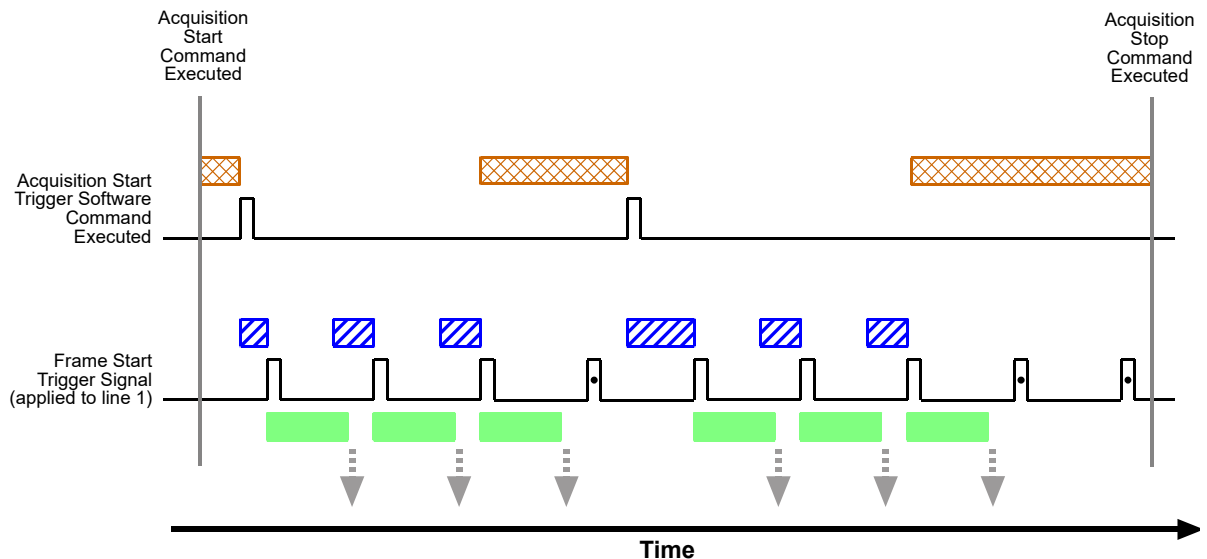 Acquisition
Start
Command
Executed
Acquisition
Stop
Command
Executed
Acquisition Start
Trigger Software
Command
Executed
Frame Start
Trigger Signal
(applied to line 1)
Time